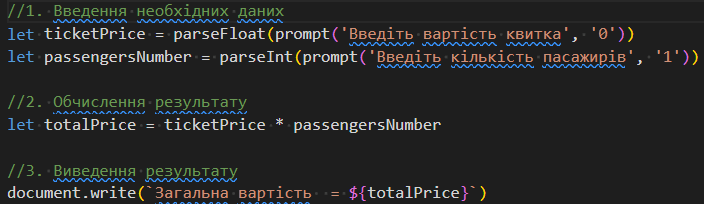 //1. Введення необхідних даних
let ticketPrice = parseFloat(prompt('Введіть вартість квитка', '0'))
let passengersNumber = parseInt(prompt('Введіть кількість пасажирів', '1'))
//2. Обчислення результату
let totalPrice = ticketPrice * passengersNumber
//3. Виведення результату
document.write(`Загальна вартість  = ${totalPrice}`)